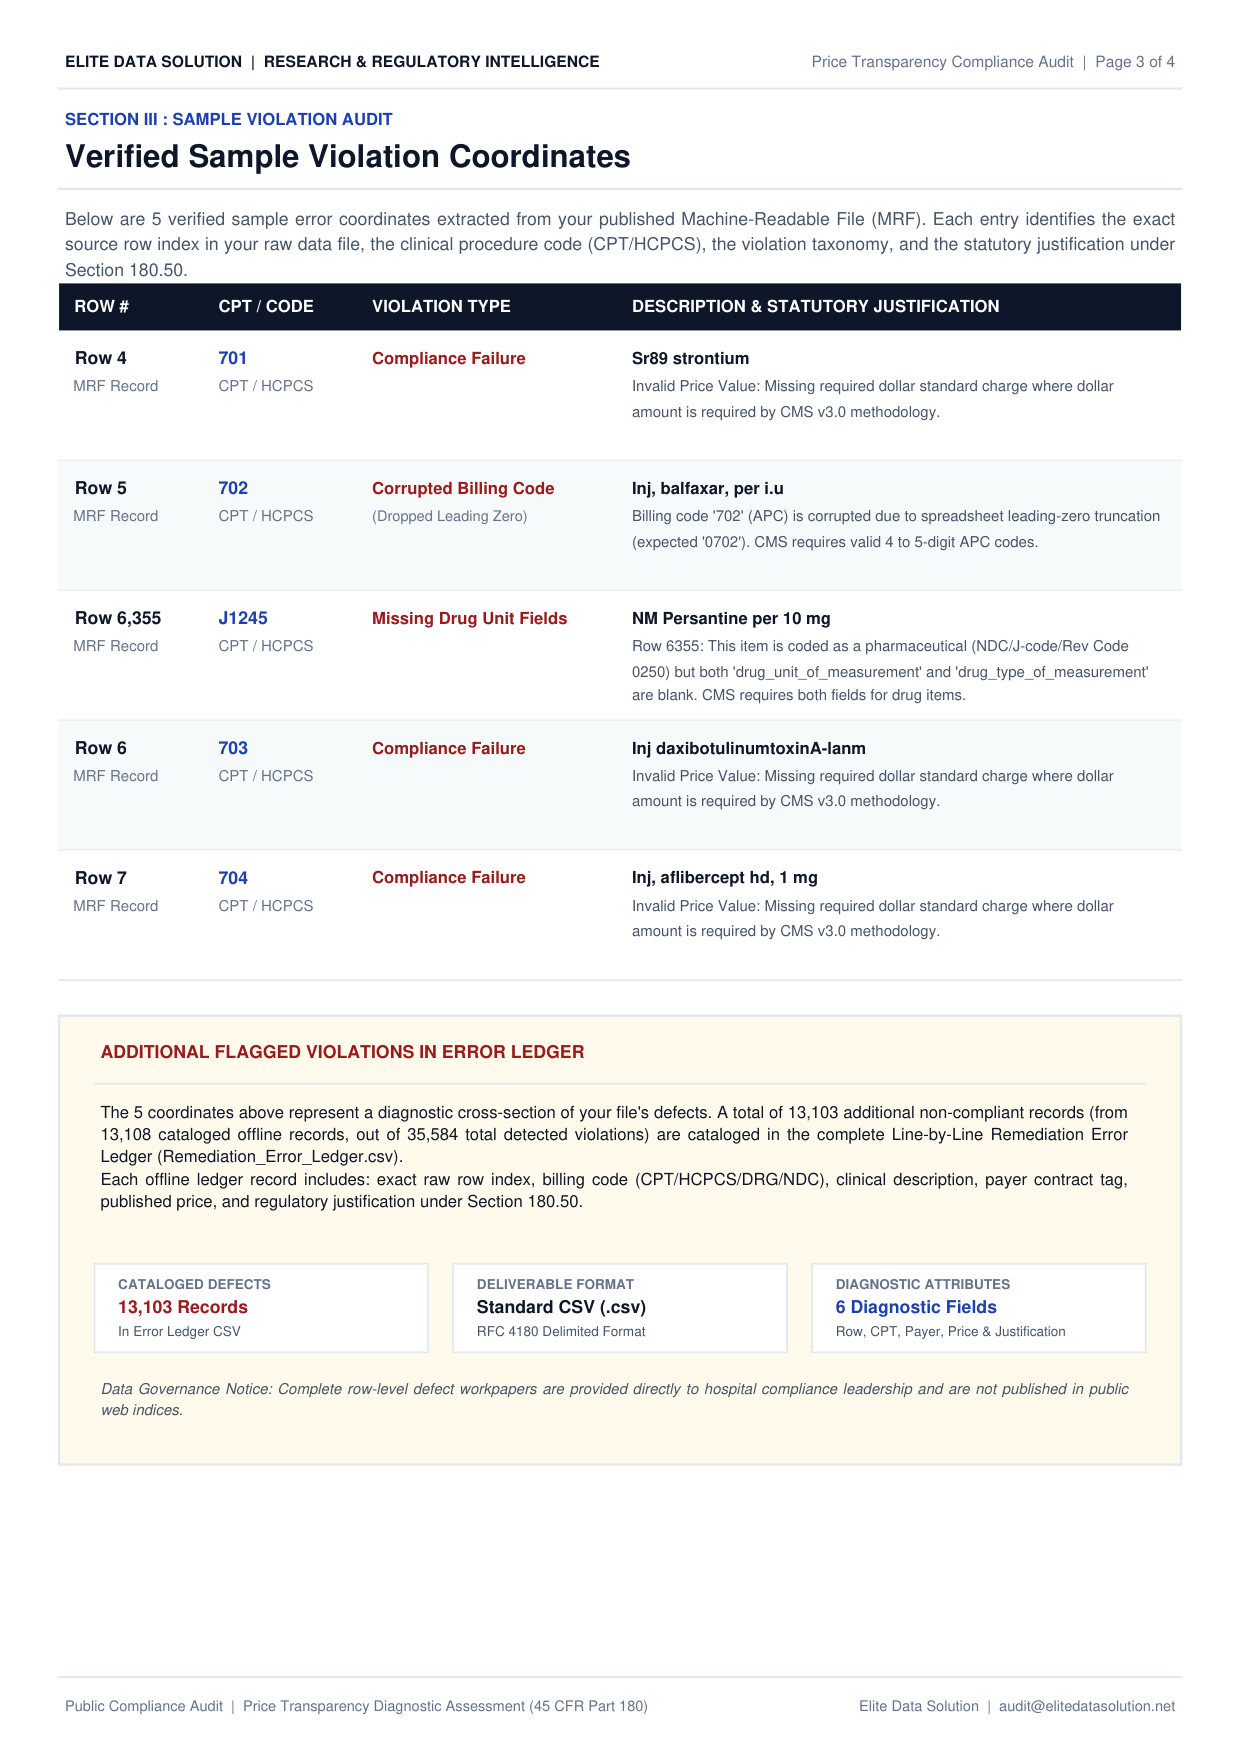 ELITE DATA SOLUTION | RESEARCH & REGULATORY INTELLIGENCE
Price Transparency Compliance Audit | Page 3 of 4
SECTION III : SAMPLE VIOLATION AUDIT
Verified Sample Violation Coordinates
Below are 5 verified sample error coordinates extracted from your published Machine-Readable File (MRF). Each entry identifies the exact
source row index in your raw data file, the clinical procedure code (CPT/HCPCS), the violation taxonomy, and the statutory justification under
Section 180.50.
ROW # CPT / CODE VIOLATION TYPE DESCRIPTION & STATUTORY JUSTIFICATION
Row 4 701 Compliance Failure Sr89 strontium
MRF Record CPT / HCPCS Invalid Price Value: Missing required dollar standard charge where dollar
amount is required by CMS v3.0 methodology.
Row 5 702 Corrupted Billing Code Inj, balfaxar, per i.u
MRF Record CPT / HCPCS (Dropped Leading Zero) Billing code '702' (APC) is corrupted due to spreadsheet leading-zero truncation
(expected '0702'). CMS requires valid 4 to 5-digit APC codes.
Row 6,355 J1245 Missing Drug Unit Fields NM Persantine per 10 mg
MRF Record CPT / HCPCS Row 6355: This item is coded as a pharmaceutical (NDC/J-code/Rev Code
0250) but both 'drug_unit_of_measurement' and 'drug_type_of_measurement'
are blank. CMS requires both fields for drug items.
Row 6 703 Compliance Failure Inj daxibotulinumtoxinA-lanm
MRF Record CPT / HCPCS Invalid Price Value: Missing required dollar standard charge where dollar
amount is required by CMS v3.0 methodology.
Row 7 704 Compliance Failure Inj, aflibercept hd, 1 mg
MRF Record CPT / HCPCS Invalid Price Value: Missing required dollar standard charge where dollar
amount is required by CMS v3.0 methodology.
ADDITIONAL FLAGGED VIOLATIONS IN ERROR LEDGER
The 5 coordinates above represent a diagnostic cross-section of your file's defects. A total of 13,103 additional non-compliant records (from
13,108 cataloged offline records, out of 35,584 total detected violations) are cataloged in the complete Line-by-Line Remediation Error
Ledger (Remediation_Error_Ledger.csv).
Each offline ledger record includes: exact raw row index, billing code (CPT/HCPCS/DRG/NDC), clinical description, payer contract tag,
published price, and regulatory justification under Section 180.50.
CATALOGED DEFECTS DELIVERABLE FORMAT DIAGNOSTIC ATTRIBUTES
13,103 Records Standard CSV (.csv) 6 Diagnostic Fields
In Error Ledger CSV RFC 4180 Delimited Format Row, CPT, Payer, Price & Justification
Data Governance Notice: Complete row-level defect workpapers are provided directly to hospital compliance leadership and are not published in public
web indices.
Public Compliance Audit | Price Transparency Diagnostic Assessment (45 CFR Part 180)
Elite Data Solution | audit@elitedatasolution.net